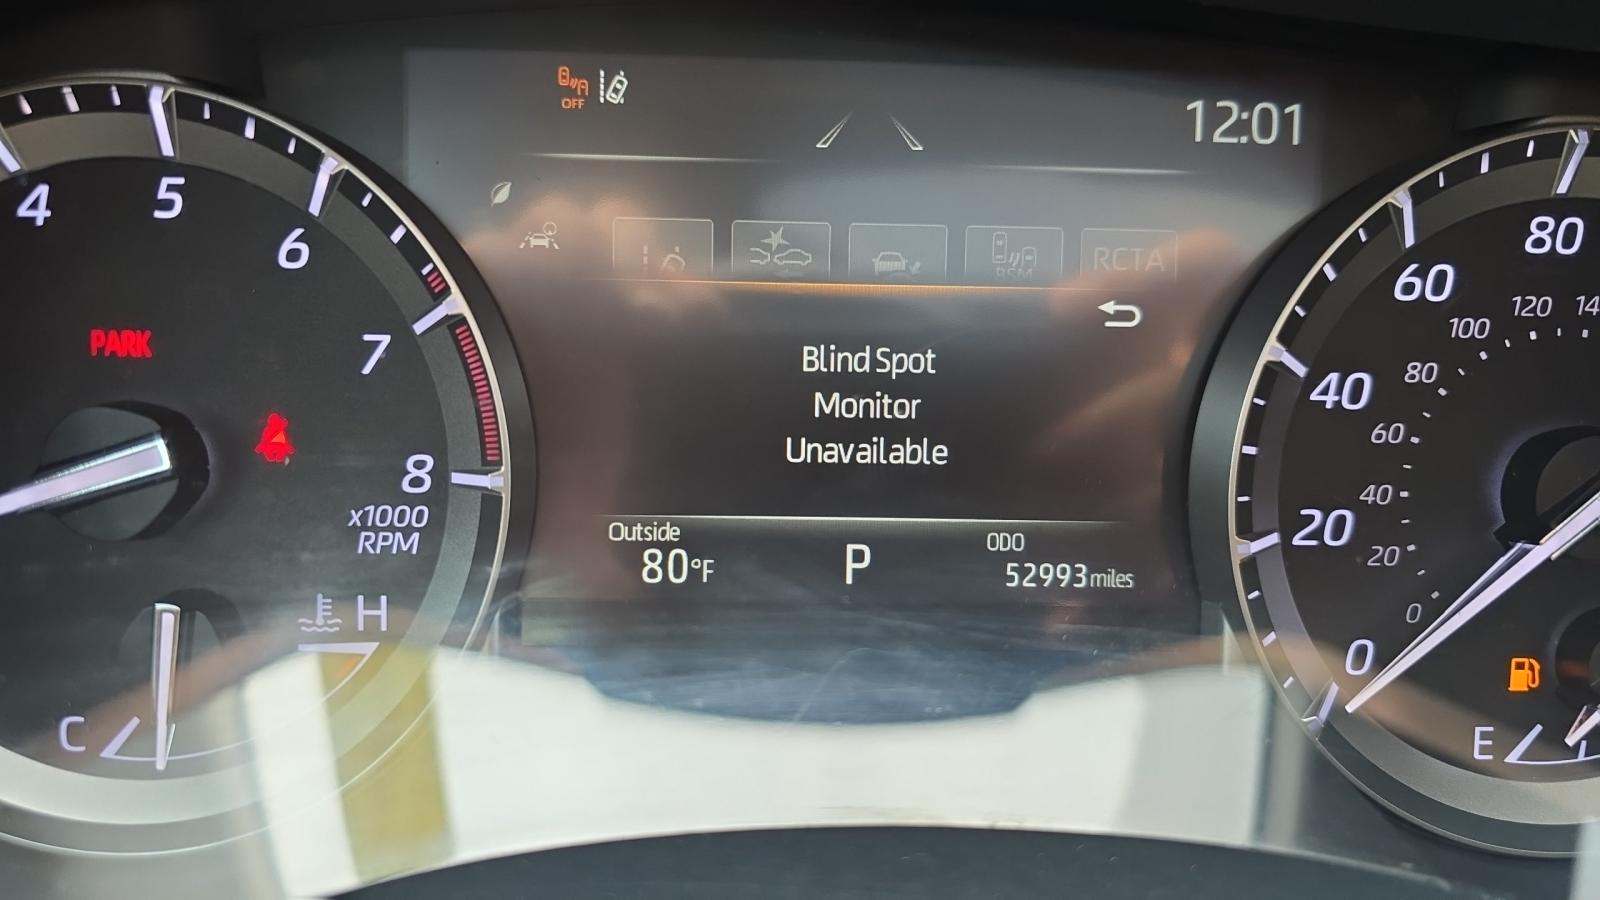 OFF
12:01
4
5
6
7
8
x1000
RPM
PARK
H
C
BSM
RCTA
Blind Spot
Monitor
Unavailable
Outside
80°F
P
ODO
52993 miles
80
60
40
20
0
120
100
80
60
40
20
0
E